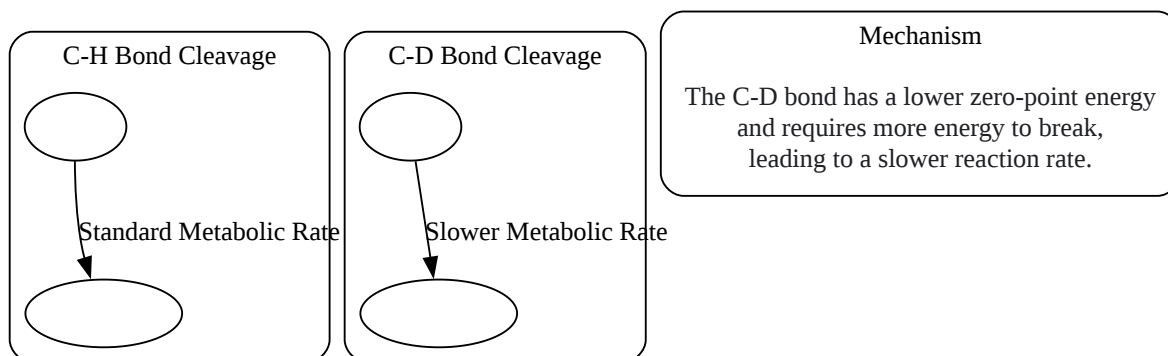 C-H Bond Cleavage
Standard Metabolic Rate
C-D Bond Cleavage
Slower Metabolic Rate
Mechanism
The C-D bond has a lower zero-point energy
and requires more energy to break,
leading to a slower reaction rate.